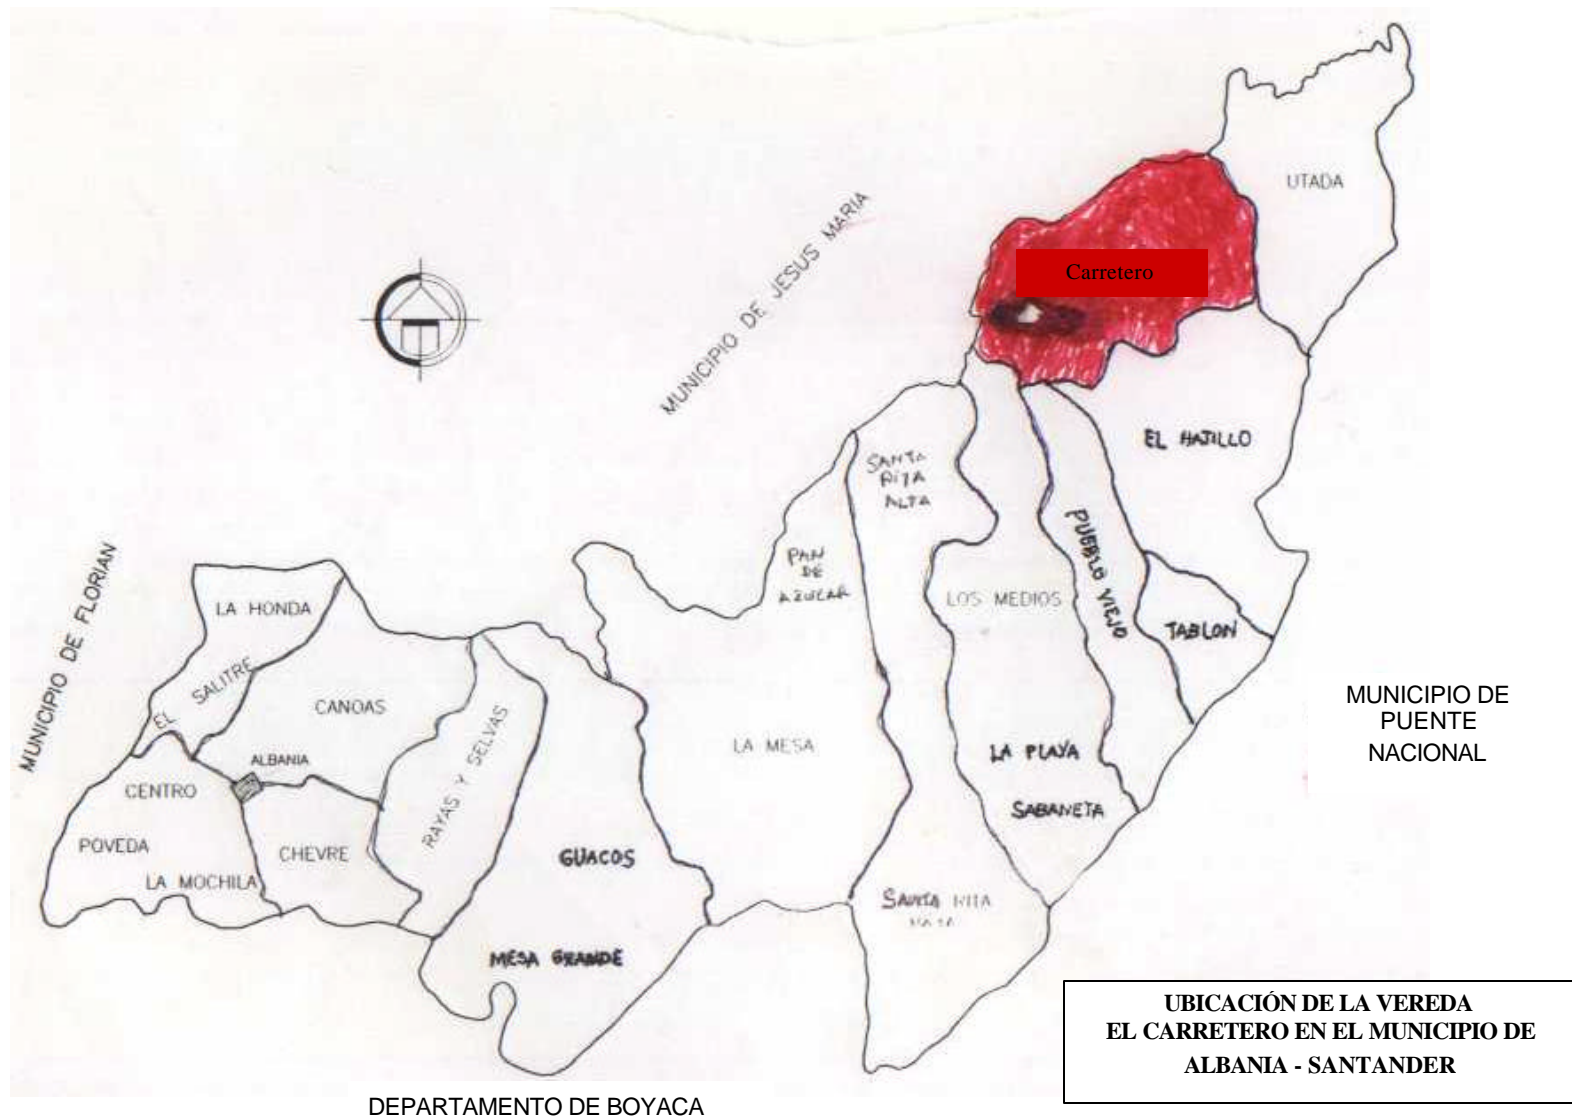 UTADA
Carretero
MUNICIPIO DE JESUS MARIA
EL HATILLO
SANTA
RITA
ALTA
PUEBLO VIEJO
PAN
DE
AZUCAR
LOS MEDIOS
TABLON
MUNICIPIO DE FLORIAN
LA HONDA
EL SALITRE
CANOAS
ALBANIA
RAYAS Y SELVAS
LA MESA
LA PLAYA
SABANETA
MUNICIPIO DE
PUENTE
NACIONAL
CENTRO
POVEDA
LA MOCHILA
CHEVRE
GUACOS
SANTA RITA
MESA GRANDE
UBICACIÓN DE LA VEREDA
EL CARRETERO EN EL MUNICIPIO DE
ALBANIA - SANTANDER
DEPARTAMENTO DE BOYACA